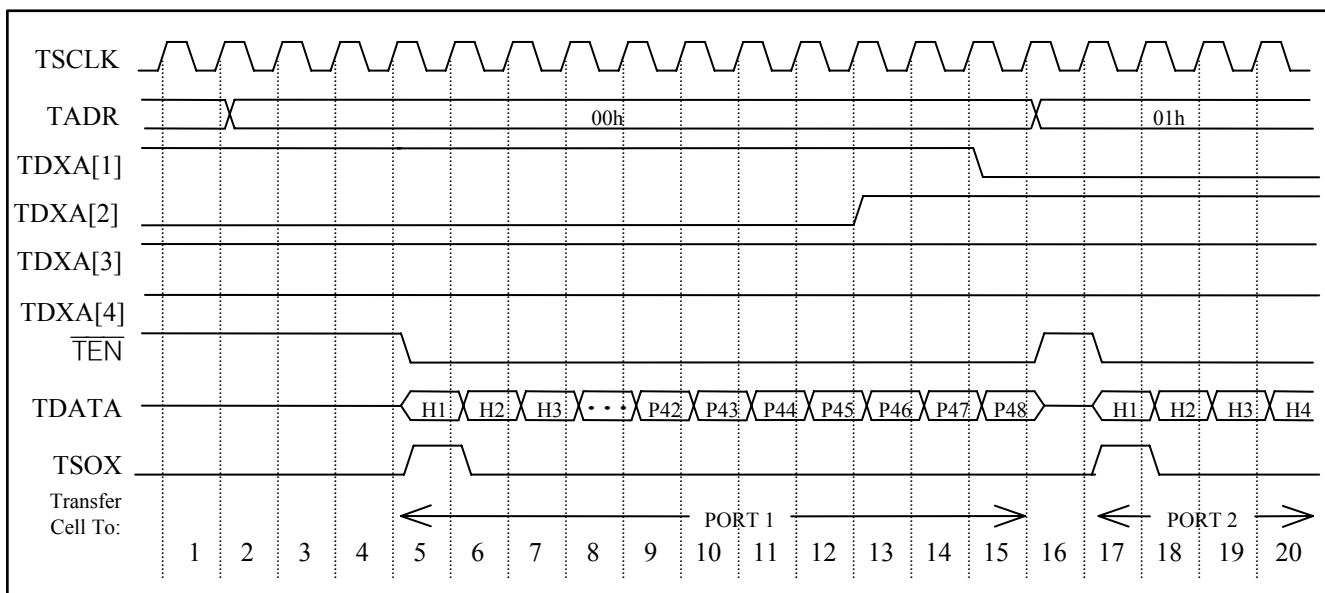 TSCLK
TADR 00h 01h
TDXA[1]
TDXA[2]
TDXA[3]
TDXA[4]
TEN
TDATA H1 H2 H3 · · · P42 P43 P44 P45 P46 P47 P48 H1 H2 H3 H4
TSOX
Transfer
Cell To: PORT 1 PORT 2
1 2 3 4 5 6 7 8 9 10 11 12 13 14 15 16 17 18 19 20